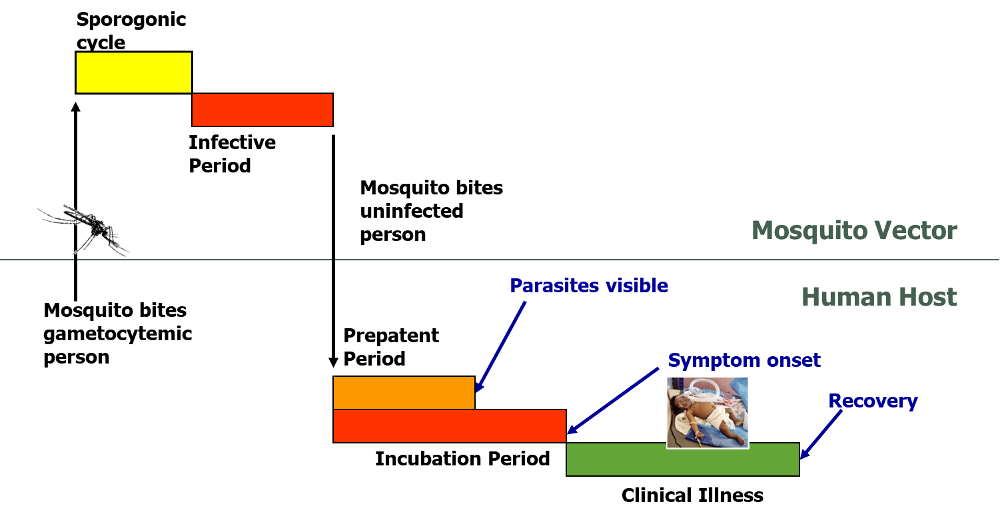 Sporogonic
cycle
Infective
Period
Mosquito bites
uninfected
person
Mosquito Vector
Human Host
Mosquito bites
gametocytemic
person
Parasites visible
Prepatent
Period
Symptom onset
Recovery
Incubation Period
Clinical Illness